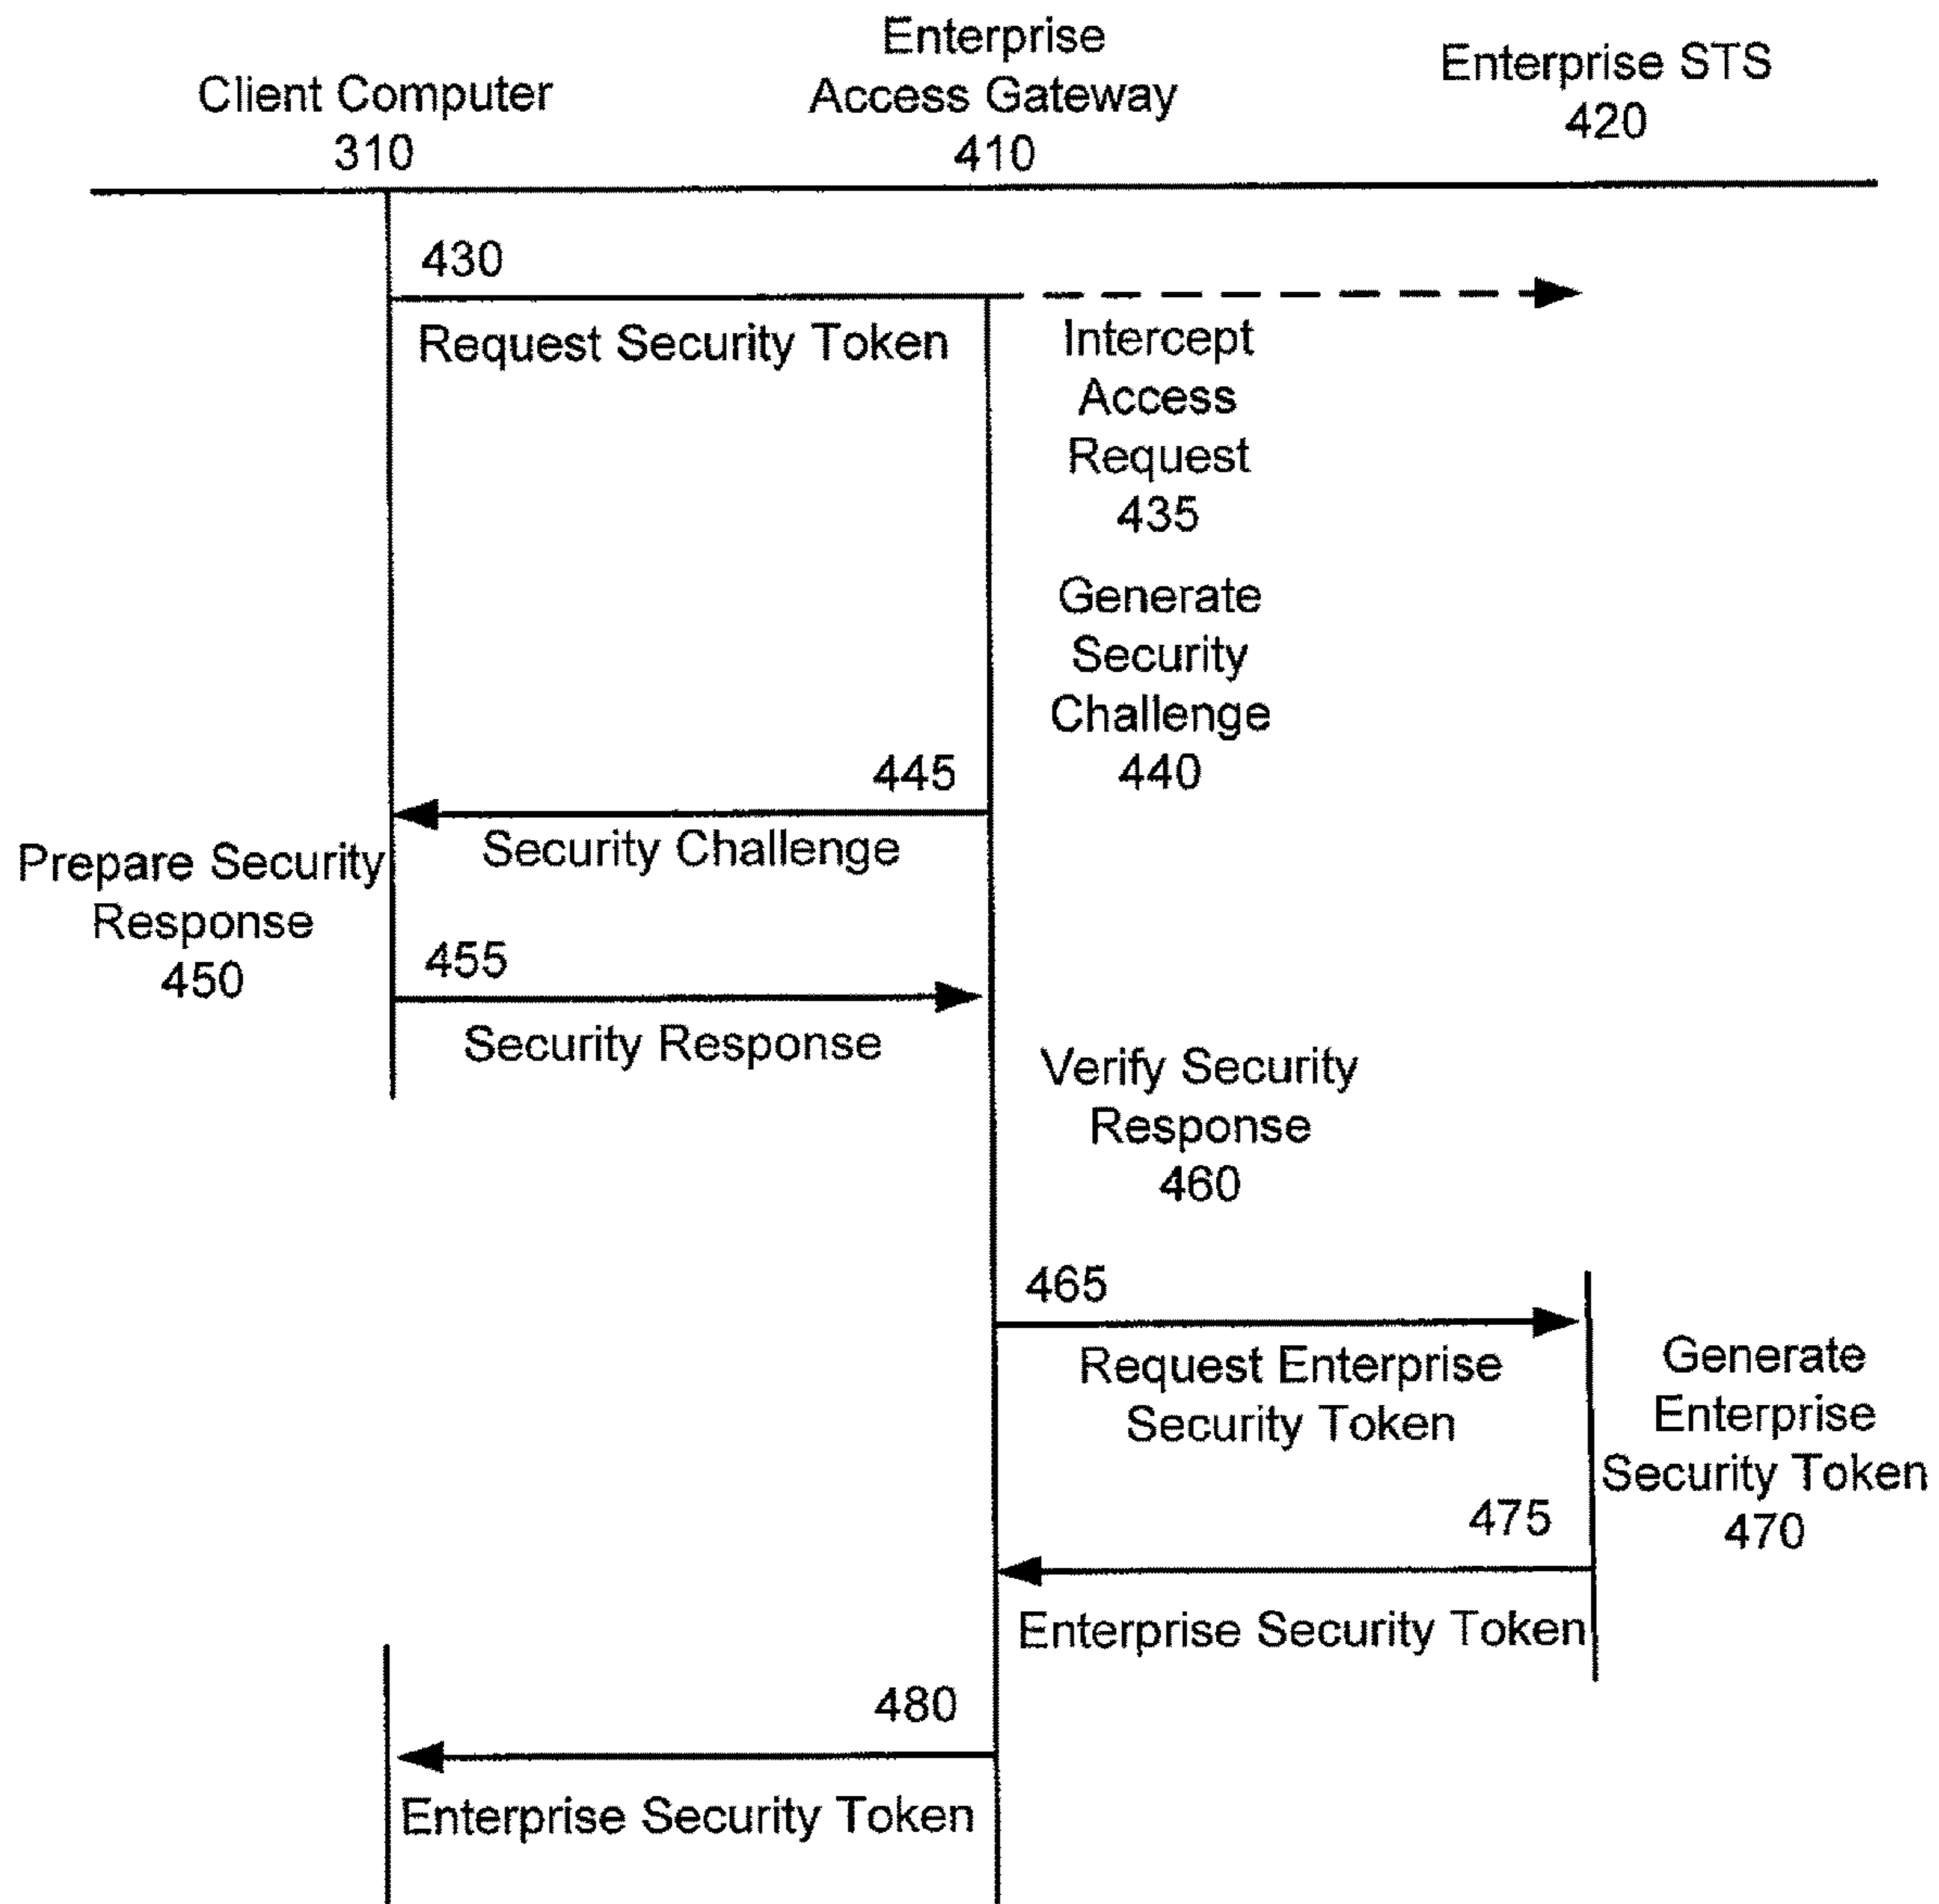 Client Computer
310
Enterprise
Access Gateway
410
Enterprise STS
420
430
Request Security Token
Intercept
Access
Request
435
Generate
Security
Challenge
440
445
Security Challenge
Prepare Security
Response
450
455
Security Response
Verify Security
Response
460
465
Request Enterprise
Security Token
Generate
Enterprise
Security Token
470
475
Enterprise Security Token
480
Enterprise Security Token